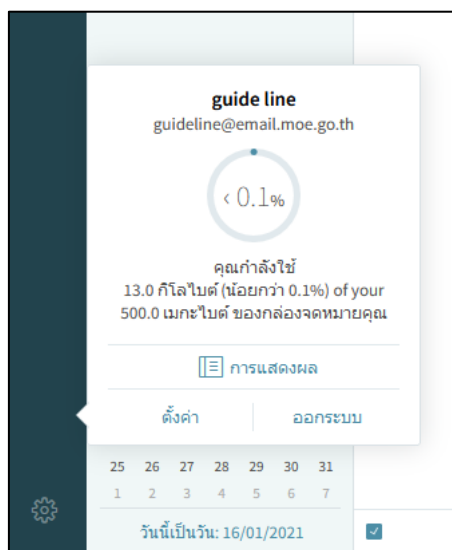 guide line
guideline@email.moe.go.th
‹ 0.1%
คุณกำลังใช้
13.0 กิโลไบต์ (น้อยกว่า 0.1%) of your
500.0 เมกะไบต์ ของกล่องจดหมายคุณ
การแสดงผล
ตั้งค่า ออกระบบ
25 26 27 28 29 30 31
1 2 3 4 5 6 7
วันนี้เป็นวัน: 16/01/2021